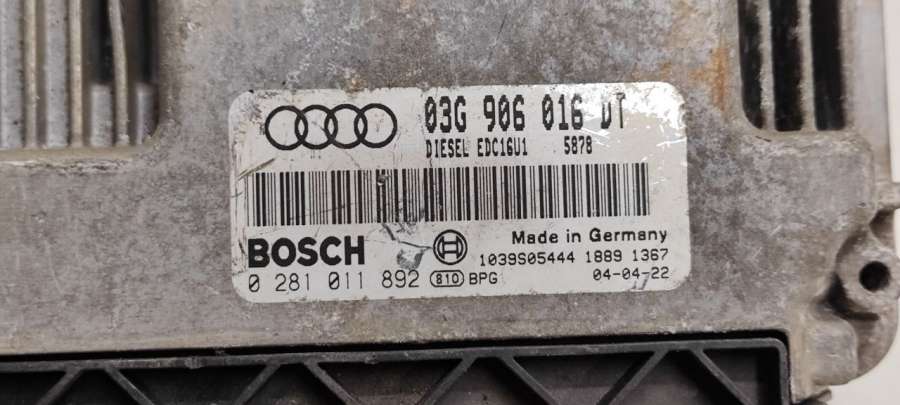 03G 906 016 DT
DIESEL EDC16U1 5878
BOSCH
Made in Germany
1039S05444 1889 1367
0 281 011 892 810 BPG 04-04-22
17